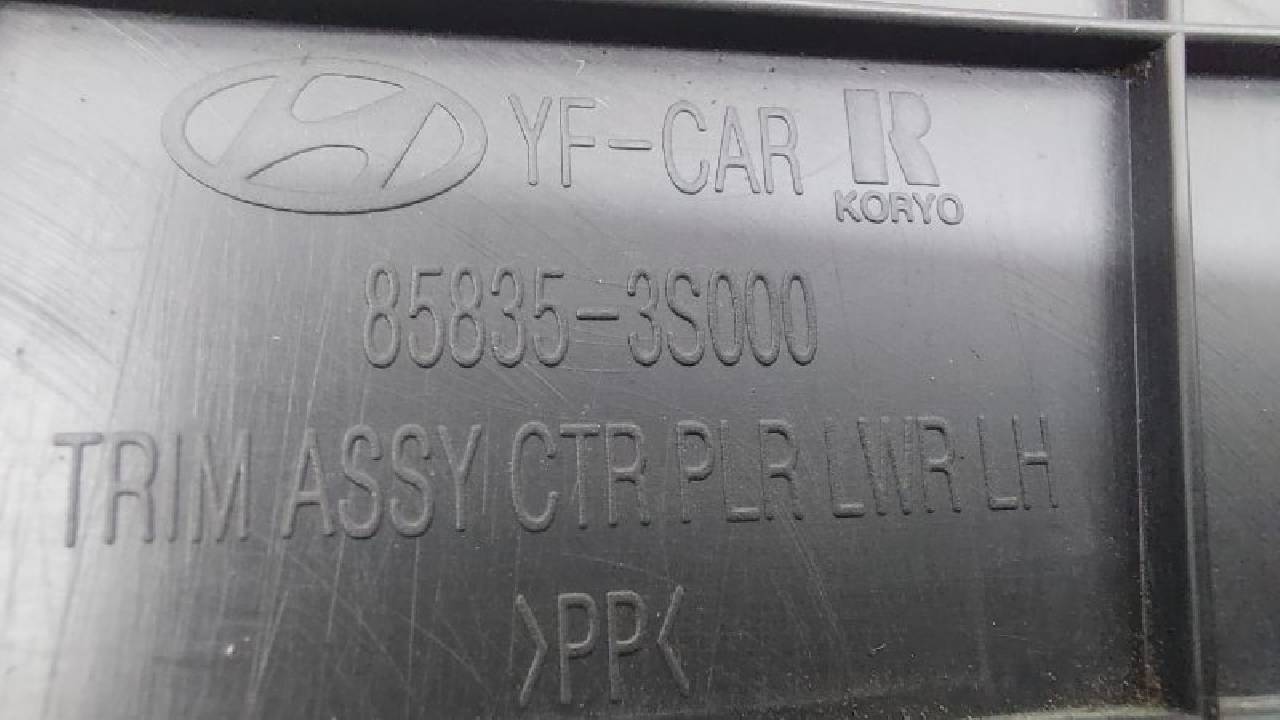 YF-CAR
KORYO
85835-3S000
TRIM ASSY CTR PLR LWR LH
>PP<